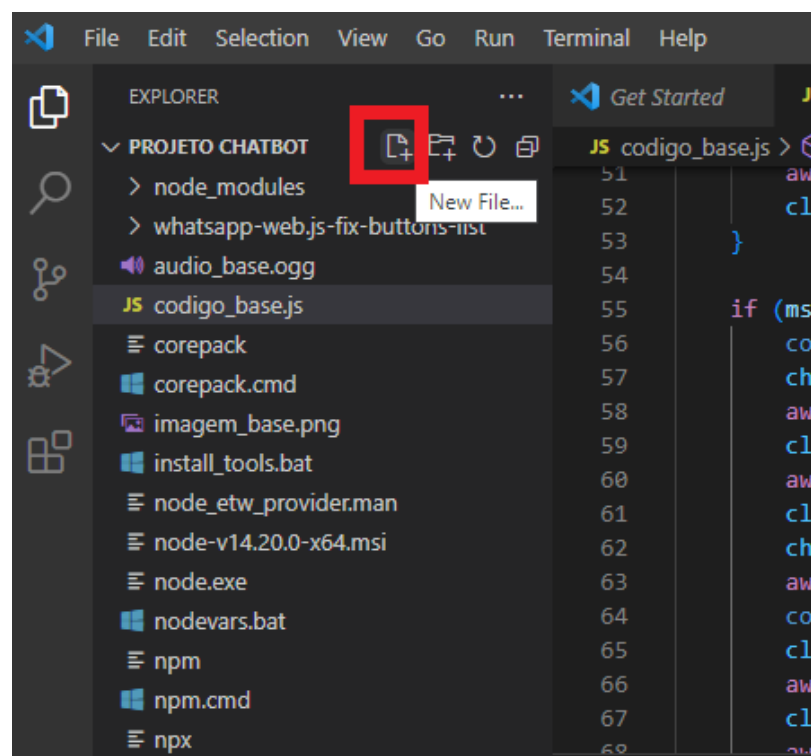 File Edit Selection View Go Run Terminal Help
EXPLORER ... Get Started
PROJETO CHATBOT
JS codigo_base.js >
New File...
node_modules
whatsapp-web.js-fix-buttons-list
audio_base.ogg
JS codigo_base.js
corepack
corepack.cmd
imagem_base.png
install_tools.bat
node_etw_provider.man
node-v14.20.0-x64.msi
node.exe
nodevars.bat
npm
npm.cmd
npx
51 aw
52 cl
53 }
54
55 if (ms
56 co
57 ch
58 aw
59 cl
60 aw
61 cl
62 ch
63 aw
64 co
65 cl
66 aw
67 cl
68 aw